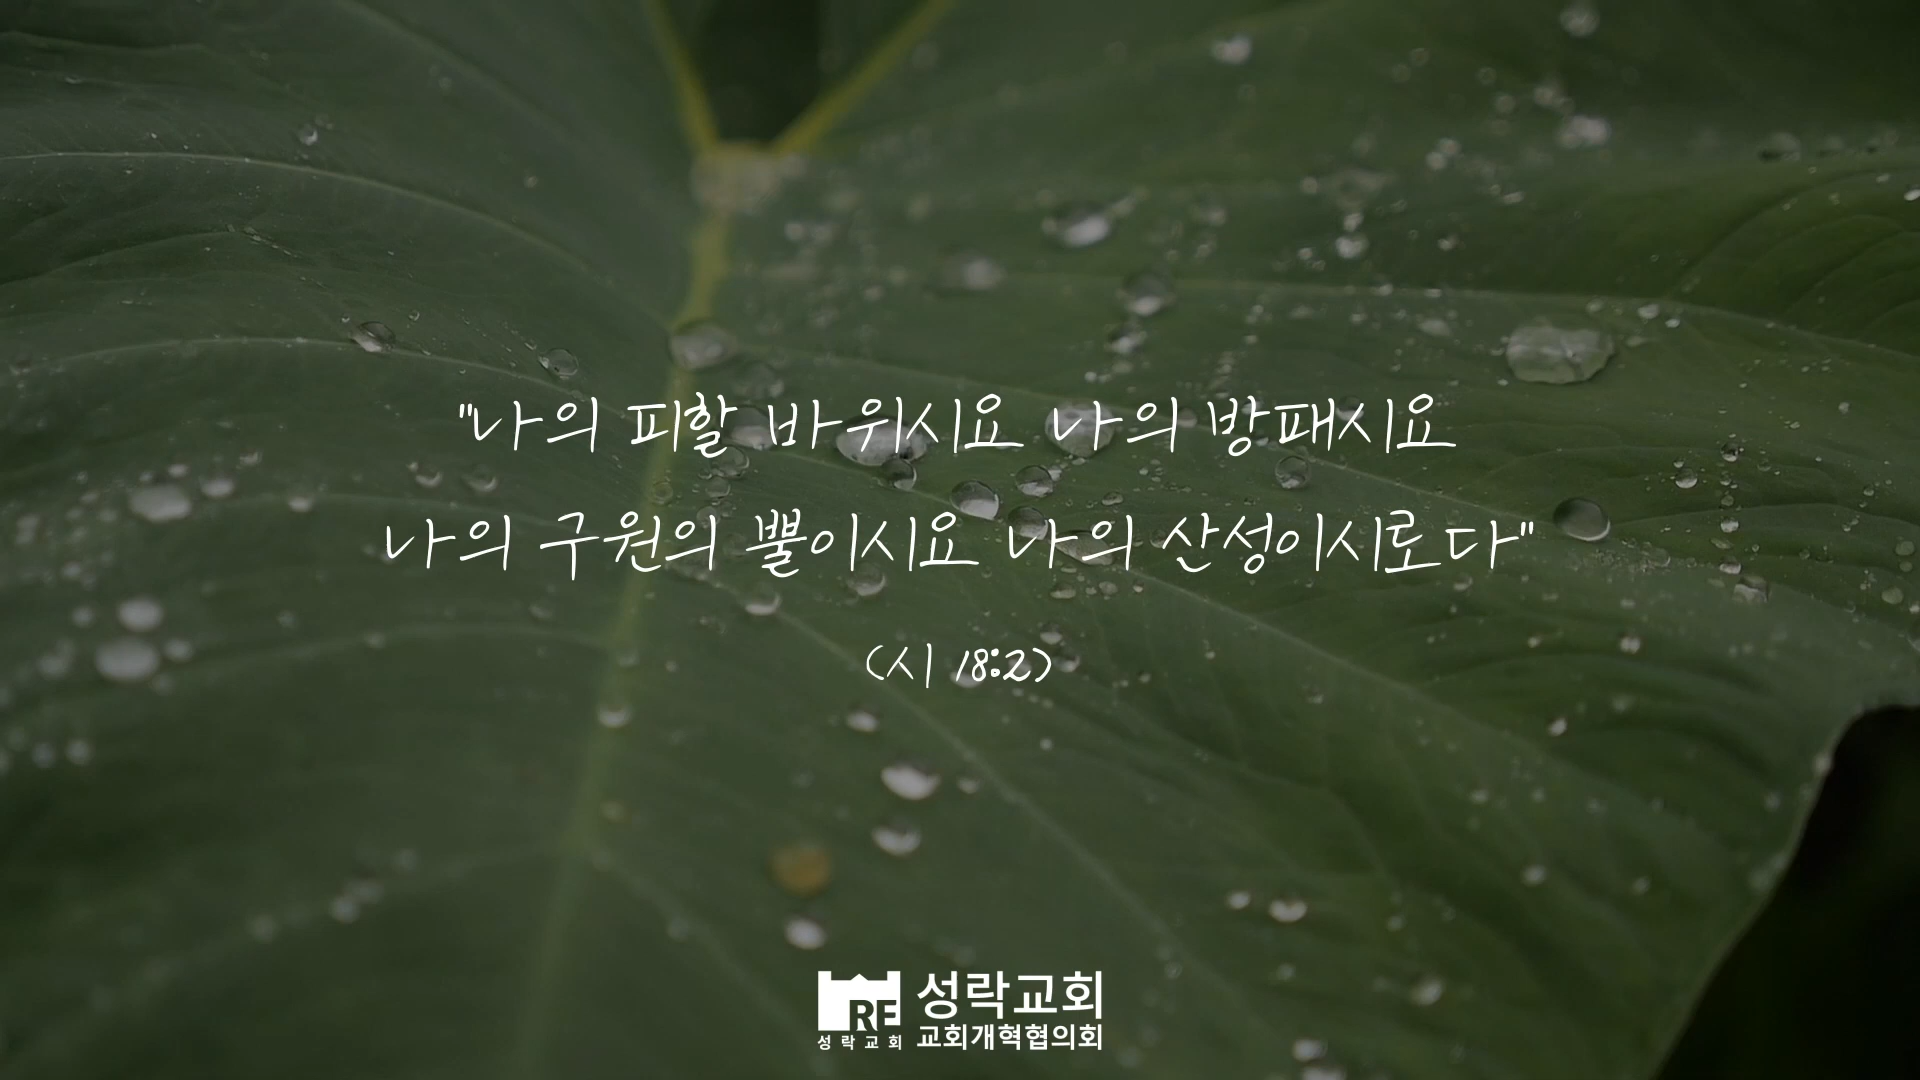 "나의 피할 바위시요 나의 방패시요
나의 구원의 뿔이시요 나의 산성이시로다"
(시 18:2)
RE
성락교회
성락교회
교회개혁협의회